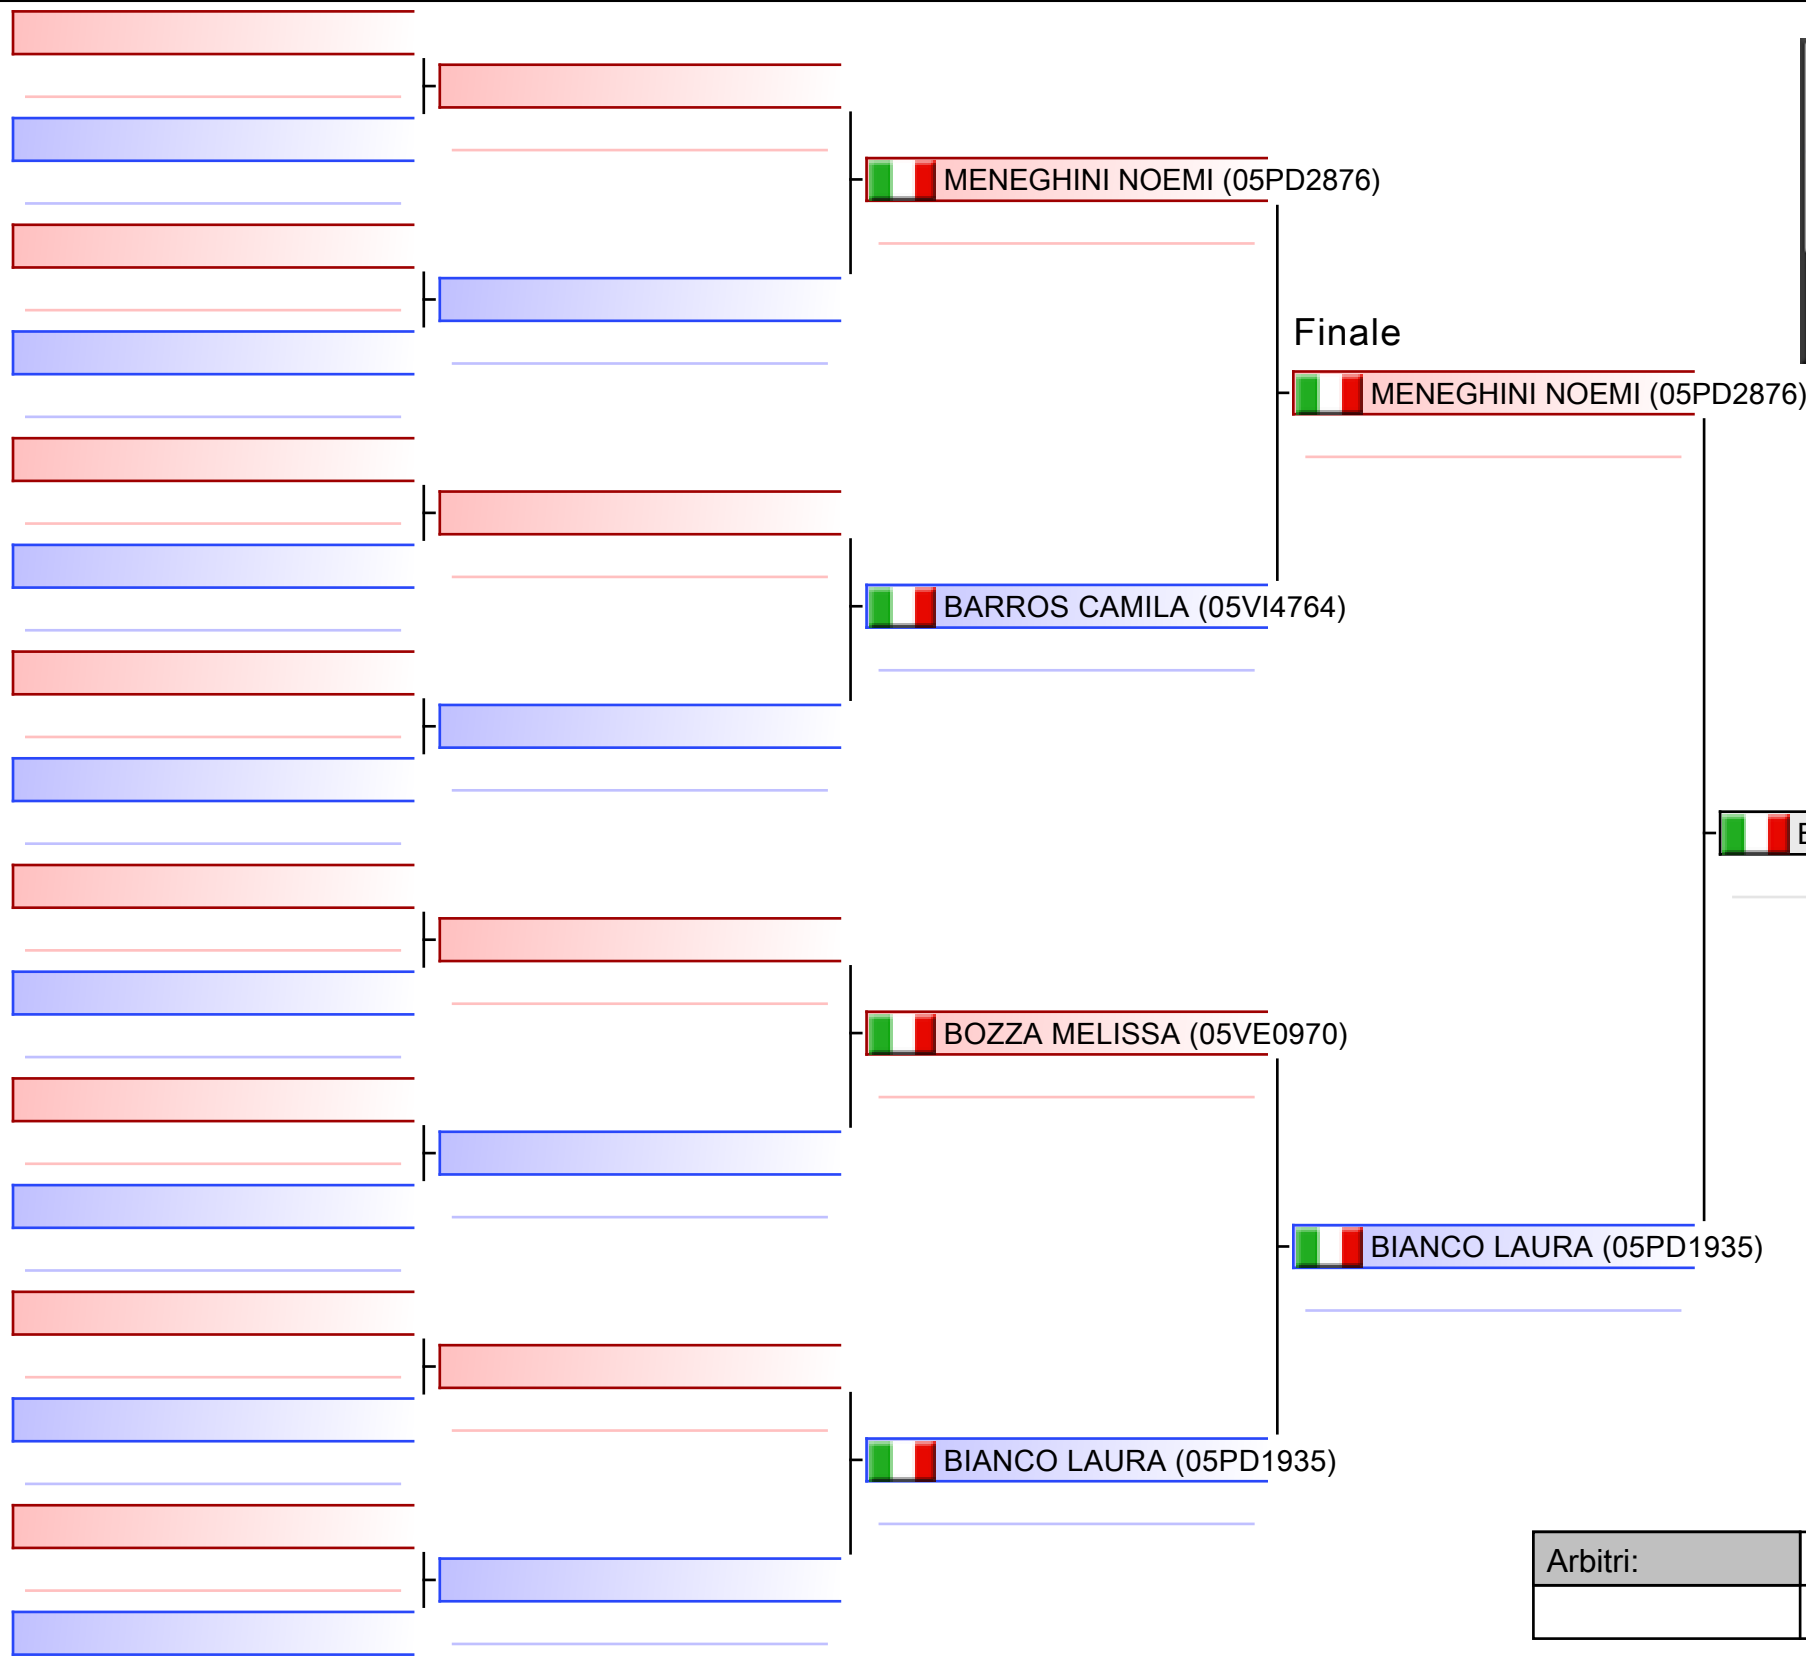 MENEGHINI NOEMI (05PD2876)
Finale
MENEGHINI NOEMI (05PD2876)
BARROS CAMILA (05VI4764)
BOZZA MELISSA (05VE0970)
BIANCO LAURA (05PD1935)
BIANCO LAURA (05PD1935)
Arbitri: